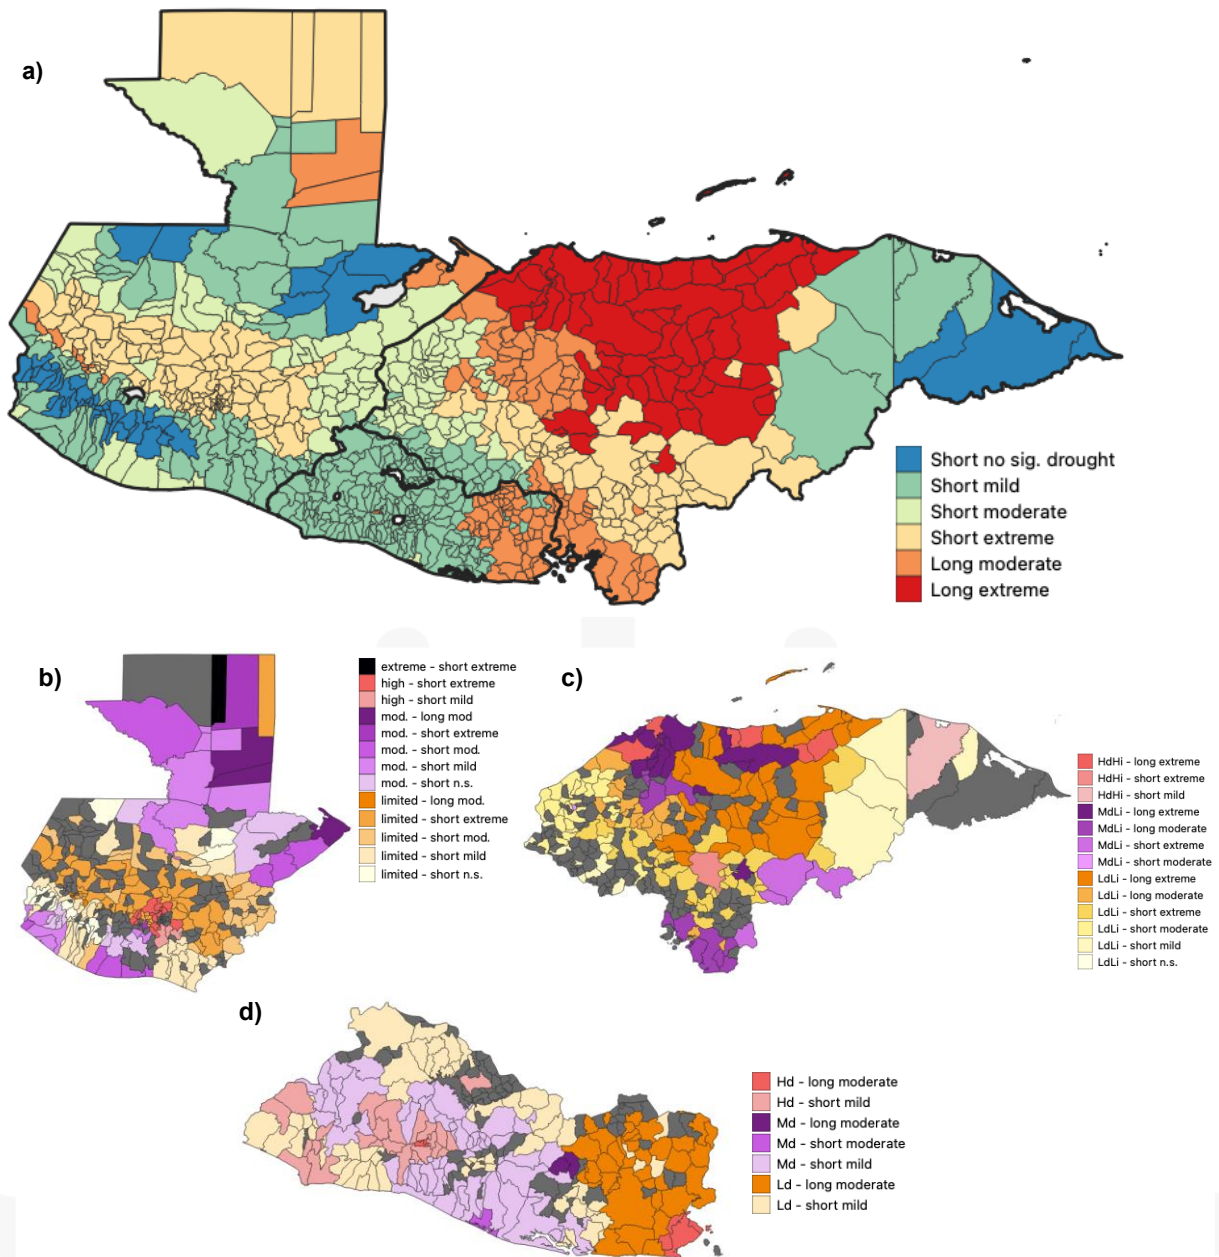 a)
Short no sig. drought
Short mild
Short moderate
Short extreme
Long moderate
Long extreme
b)
extreme - short extreme
high - short extreme
high - short mild
mod. - long mod
mod. - short extreme
mod. - short mod.
mod. - short mild
mod. - short n.s.
limited - long mod.
limited - short extreme
limited - short mod.
limited - short mild
limited - short n.s.
c)
HdHi - long extreme
HdHi - short extreme
HdHi - short mild
MdLi - long extreme
MdLi - long moderate
MdLi - short extreme
MdLi - short moderate
LdLi - long extreme
LdLi - long moderate
LdLi - short extreme
LdLi - short moderate
LdLi - short mild
LdLi - short n.s.
d)
Hd - long moderate
Hd - short mild
Md - long moderate
Md - short moderate
Md - short mild
Ld - long moderate
Ld - short mild